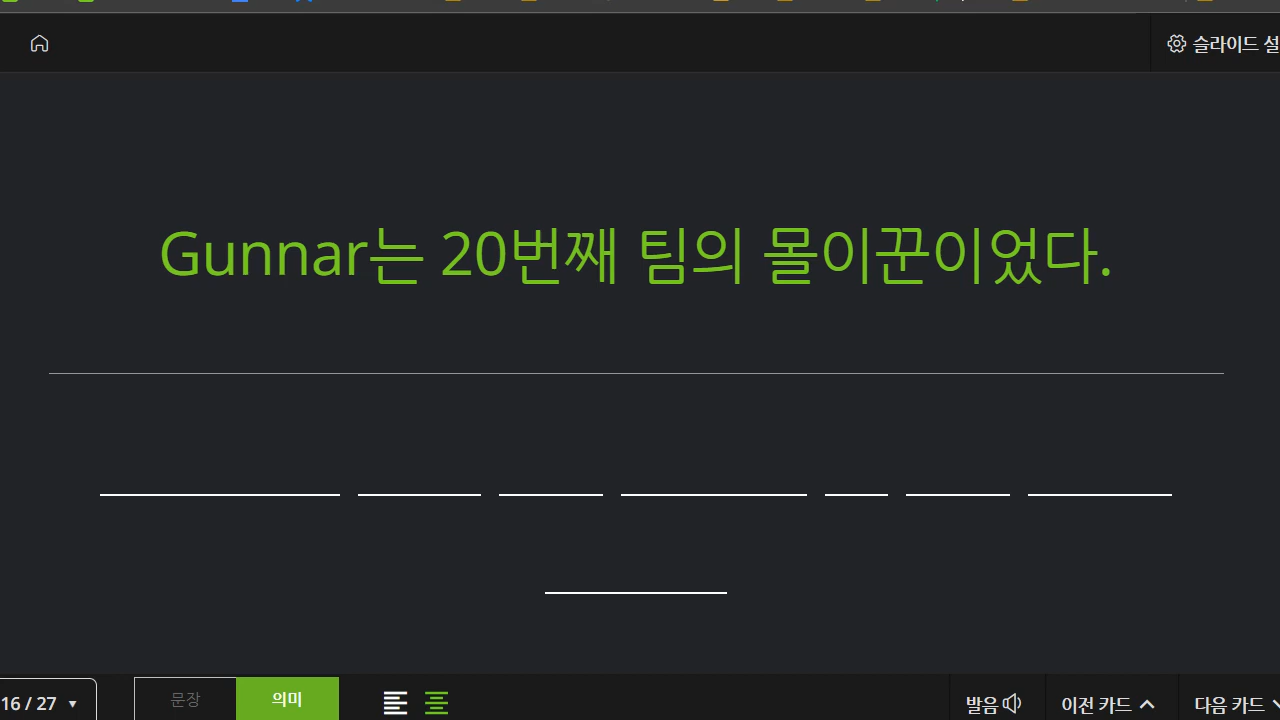 슬라이드 설
Gunnar는 20번째 팀의 몰이꾼이었다.
16 / 27 ▼ 문장 의미 발음 이전 카드 다음 카드